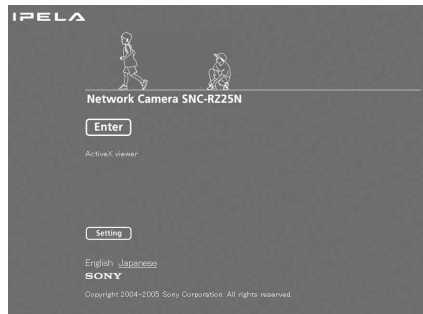 IPELA
Network Camera SNC-RZ25N
Enter
ActiveX viewer
Setting
English Japanese
SONY
Copyright 2004-2005 Sony Corporation. All rights reserved.